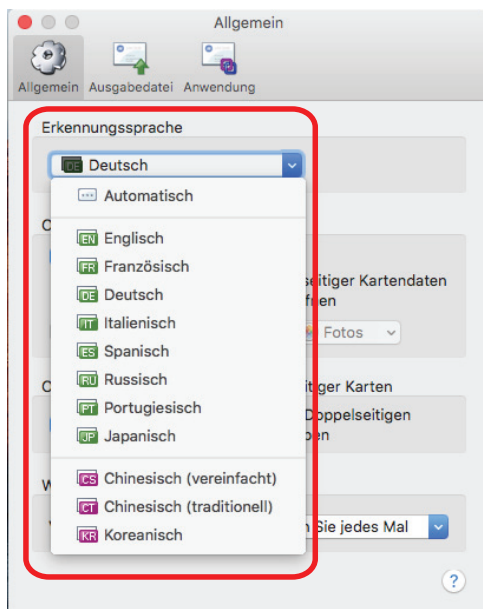 Allgemein
Allgemein Ausgabedatei Anwendung
Erkennungssprache
DE Deutsch
Automatisch
EN Englisch
FR Französisch
seitiger Kartendaten
DE Deutsch
IT Italienisch
Fotos
ES Spanisch
RU Russisch
itiger Karten
PT Portugiesisch
Doppelseitigen
JP Japanisch
CS Chinesisch (vereinfacht)
CT Chinesisch (traditionell)
Sie jedes Mal
KR Koreanisch
?